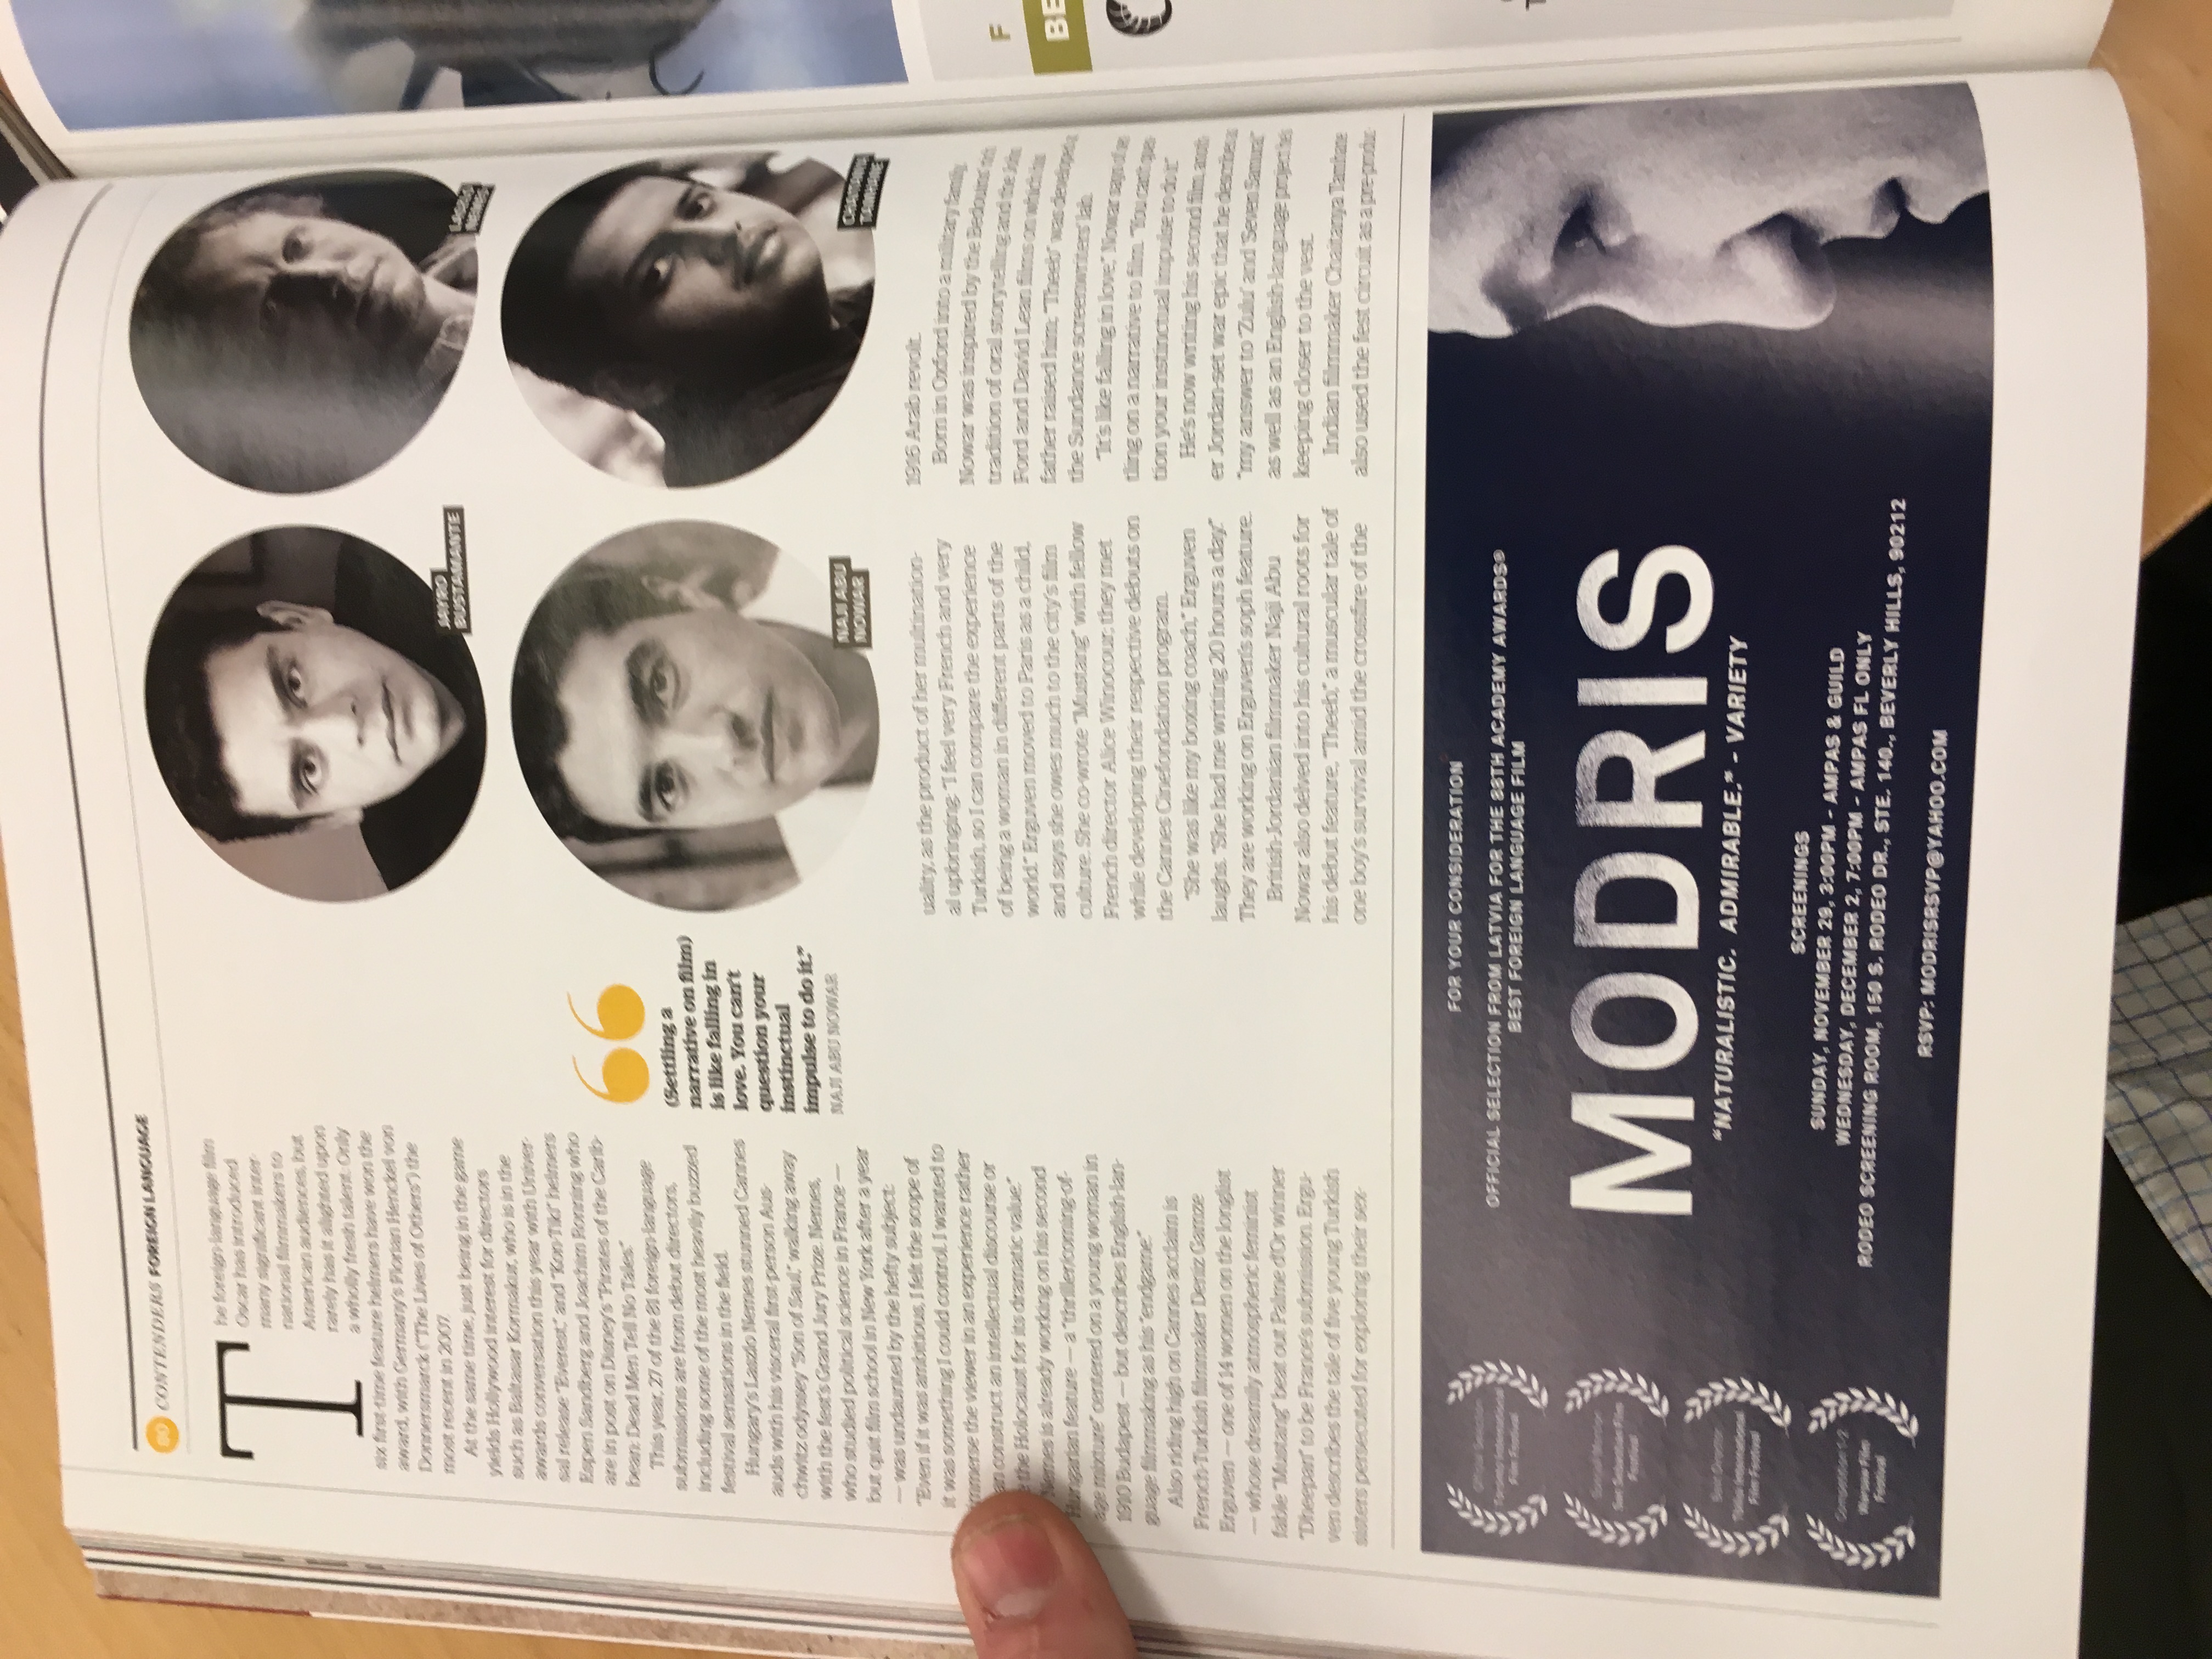 80 CONTENDERS FOREIGN LANGUAGE
The foreign-language film
Oscar has introduced
many significant inter-
national filmmakers to
American audiences, but
rarely has it alighted upon
a wholly fresh talent: Only
six first-time feature helmers have won the
award, with Germany's Florian Henckel von
Donnersmarck ("The Lives of Others") the
most recent in 2007.
At the same time, just being in the game
yields Hollywood interest for directors
such as Baltasar Kormakur, who is in the
awards conversation this year with Univer-
sal release "Everest," and "Kon-Tiki" helmers
Espen Sandberg and Joachim Ronning who
are in post on Disney's "Pirates of the Carib-
bean: Dead Men Tell No Tales."
This year, 27 of the 81 foreign-language
submissions are from debut directors,
including some of the most heavily buzzed
festival sensations in the field.
Hungary's Laszlo Nemes stunned Cannes
auds with his visceral first-person Aus-
chwitz odyssey "Son of Saul," walking away
with the fest's Grand Jury Prize. Nemes,
who studied political science in France —
but quit film school in New York after a year
— was undaunted by the hefty subject:
"Even if it was ambitious, I felt the scope of
it was something I could control. I wanted to
immerse the viewer in an experience rather
an construct an intellectual discourse or
the Holocaust for its dramatic value."
Nemes is already working on his second
Hungarian feature — a "thriller/coming-of-
age mixture" centered on a young woman in
1910 Budapest — but describes English-lan-
guage filmmaking as his "endgame."
Also riding high on Cannes acclaim is
French-Turkish filmmaker Deniz Gamze
Erguven — one of 14 women on the longlist
— whose dreamily atmospheric feminist
fable "Mustang" beat out Palme d'Or winner
"Dheepan" to be France's submission. Ergu-
ven describes the tale of five young Turkish
sisters persecuted for exploring their sex-
(Settling a
narrative on film)
is like falling in
love. You can't
question your
instinctual
impulse to do it."
NAJI ABU NOWAR
JAYRO
BUSTAMANTE
LASZLO
NEMES
NAJI ABU
NOWAR
CHAITANYA
TAMHANE
uality, as the product of her multination-
al upbringing: "I feel very French and very
Turkish, so I can compare the experience
of being a woman in different parts of the
world." Erguven moved to Paris as a child,
and says she owes much to the city's film
culture. She co-wrote "Mustang" with fellow
French director Alice Winocour; they met
while developing their respective debuts on
the Cannes Cinefondation program.
"She was like my boxing coach," Erguven
laughs. "She had me writing 20 hours a day."
They are working on Erguven's soph feature.
British-Jordanian filmmaker Naji Abu
Nowar also delved into his cultural roots for
his debut feature, "Theeb," a muscular tale of
one boy's survival amid the crossfire of the
1916 Arab revolt.
Born in Oxford into a military family,
Nowar was inspired by the Bedouins' rich
tradition of oral storytelling and the John
Ford and David Lean films on which his
father raised him; "Theeb" was developed at
the Sundance screenwriters' lab.
"It's like falling in love," Nowar says of set-
tling on a narrative to film. "You can't ques-
tion your instinctual impulse to do it."
He's now writing his second film, anoth-
er Jordan-set war epic that he describes as
"my answer to 'Zulu' and 'Seven Samurai,'"
as well as an English-language project he's
keeping closer to the vest.
Indian filmmaker Chaitanya Tamhane
also used the fest circuit as a pre-produc-
Official Selection
Toronto International
Film Festival
Special Mention
San Sebastian Film
Festival
Best Director
Tbilisi International
Film Festival
Competition 1-2
Warsaw Film
Festival
FOR YOUR CONSIDERATION
OFFICIAL SELECTION FROM LATVIA FOR THE 88TH ACADEMY AWARDS®
BEST FOREIGN LANGUAGE FILM
MODRIS
"NATURALISTIC. ADMIRABLE." - VARIETY
SCREENINGS
SUNDAY, NOVEMBER 29, 3:00PM - AMPAS & GUILD
WEDNESDAY, DECEMBER 2, 7:00PM - AMPAS FL ONLY
RODEO SCREENING ROOM, 150 S. RODEO DR., STE. 140., BEVERLY HILLS, 90212
RSVP: MODRISRSVP@YAHOO.COM
F
BE